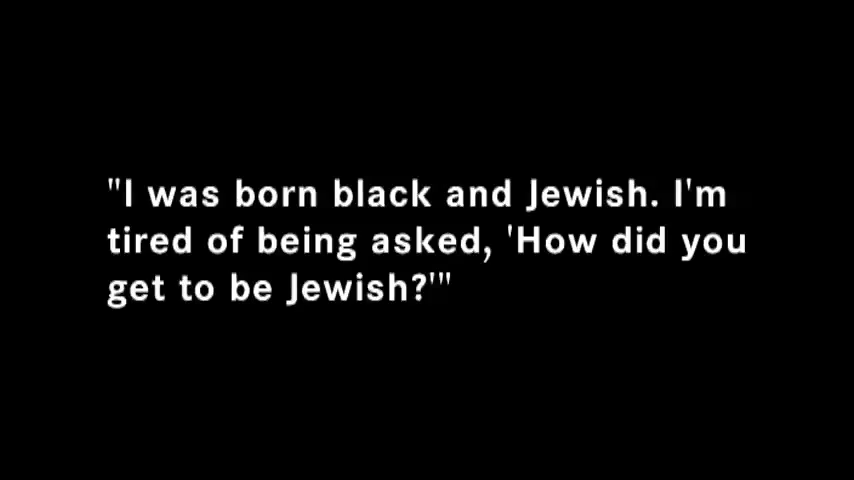 "I was born black and Jewish. I'm
tired of being asked, 'How did you
get to be Jewish?'"